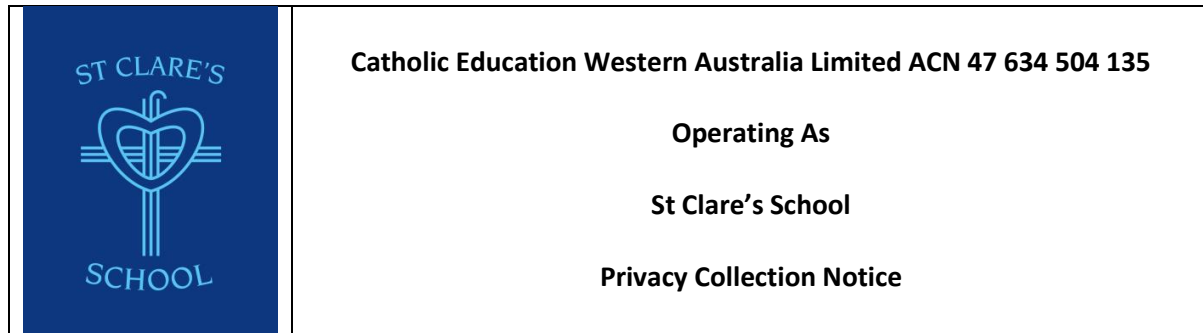 ST CLARE'S
SCHOOL
Catholic Education Western Australia Limited ACN 47 634 504 135
Operating As
St Clare’s School
Privacy Collection Notice